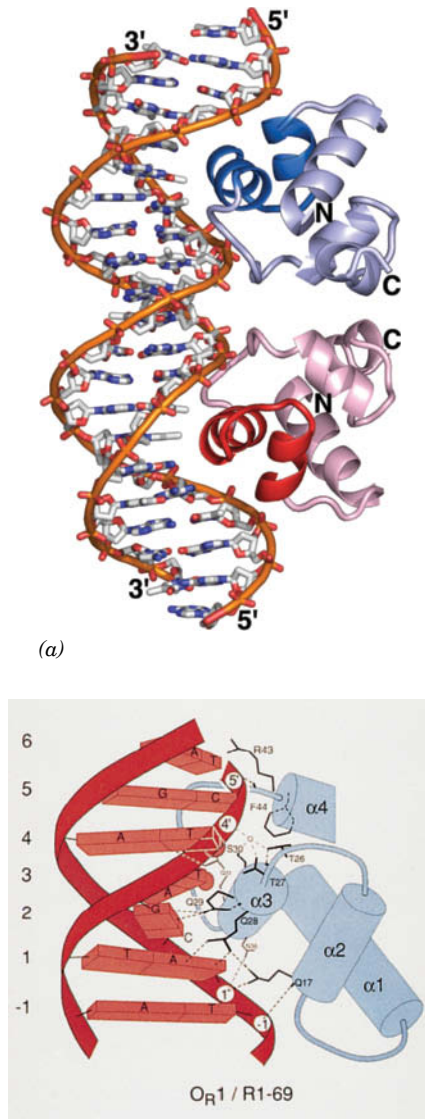 5'
3'
N
C
C
N
3'
5'
(a)
6
A T
R43
5
G C
5'
F44
α4
4
A T
4'
S30
T26
3
A T
T27
Q29
α3
2
G C
Q28
α2
1
T A
1'
Q17
α1
-1
A T
-1'
O_R1 / R1-69